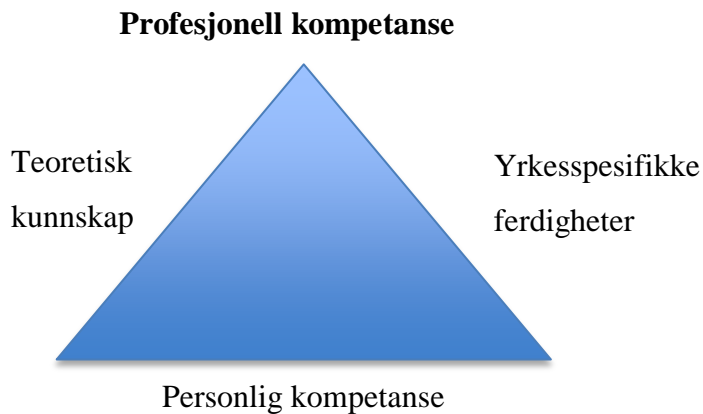 Profesjonell kompetanse
Teoretisk
kunnskap
Yrkesspesifikke
ferdigheter
Personlig kompetanse